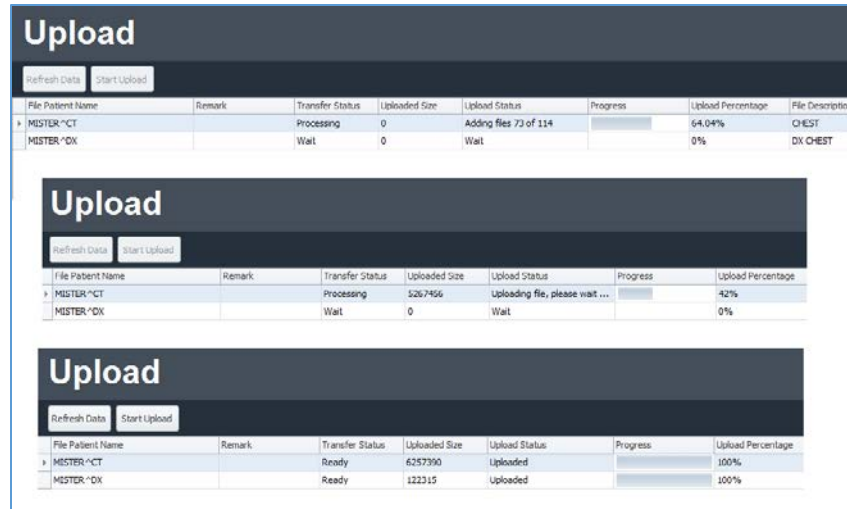 Upload
Refresh Data Start Upload
File Patient Name Remark Transfer Status Uploaded Size Upload Status Progress Upload Percentage File Descriptio
MISTER^CT Processing 0 Adding files 73 of 114 64.04% CHEST
MISTER^DX Wait 0 Wait 0% DX CHEST
Upload
Refresh Data Start Upload
File Patient Name Remark Transfer Status Uploaded Size Upload Status Progress Upload Percentage
MISTER^CT Processing 5267456 Uploading file, please wait ... 42%
MISTER^DX Wait 0 Wait 0%
Upload
Refresh Data Start Upload
File Patient Name Remark Transfer Status Uploaded Size Upload Status Progress Upload Percentage
MISTER^CT Ready 6257390 Uploaded 100%
MISTER^DX Ready 122315 Uploaded 100%